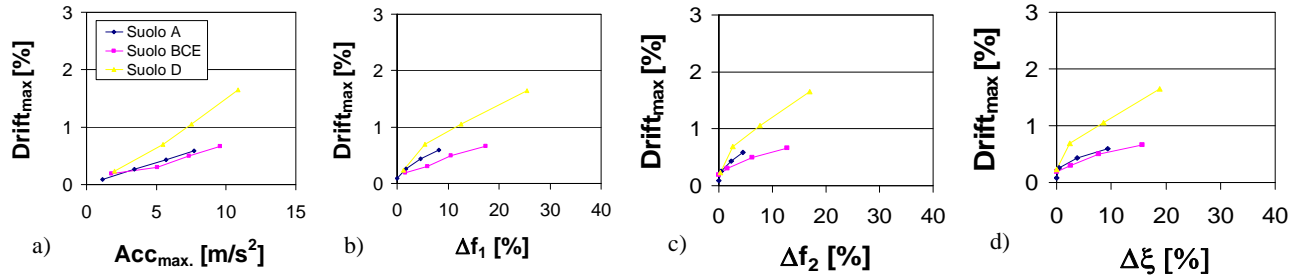 3
2
1
0
Drift_max [%]
Suolo A
Suolo BCE
Suolo D
0 5 10 15
a) Acc_max. [m/s²]
3
2
1
0
Drift_max [%]
0 10 20 30 40
b) Δf₁ [%]
3
2
1
0
Drift_max [%]
0 10 20 30 40
c) Δf₂ [%]
3
2
1
0
Drift_max [%]
0 10 20 30 40
d) Δξ [%]